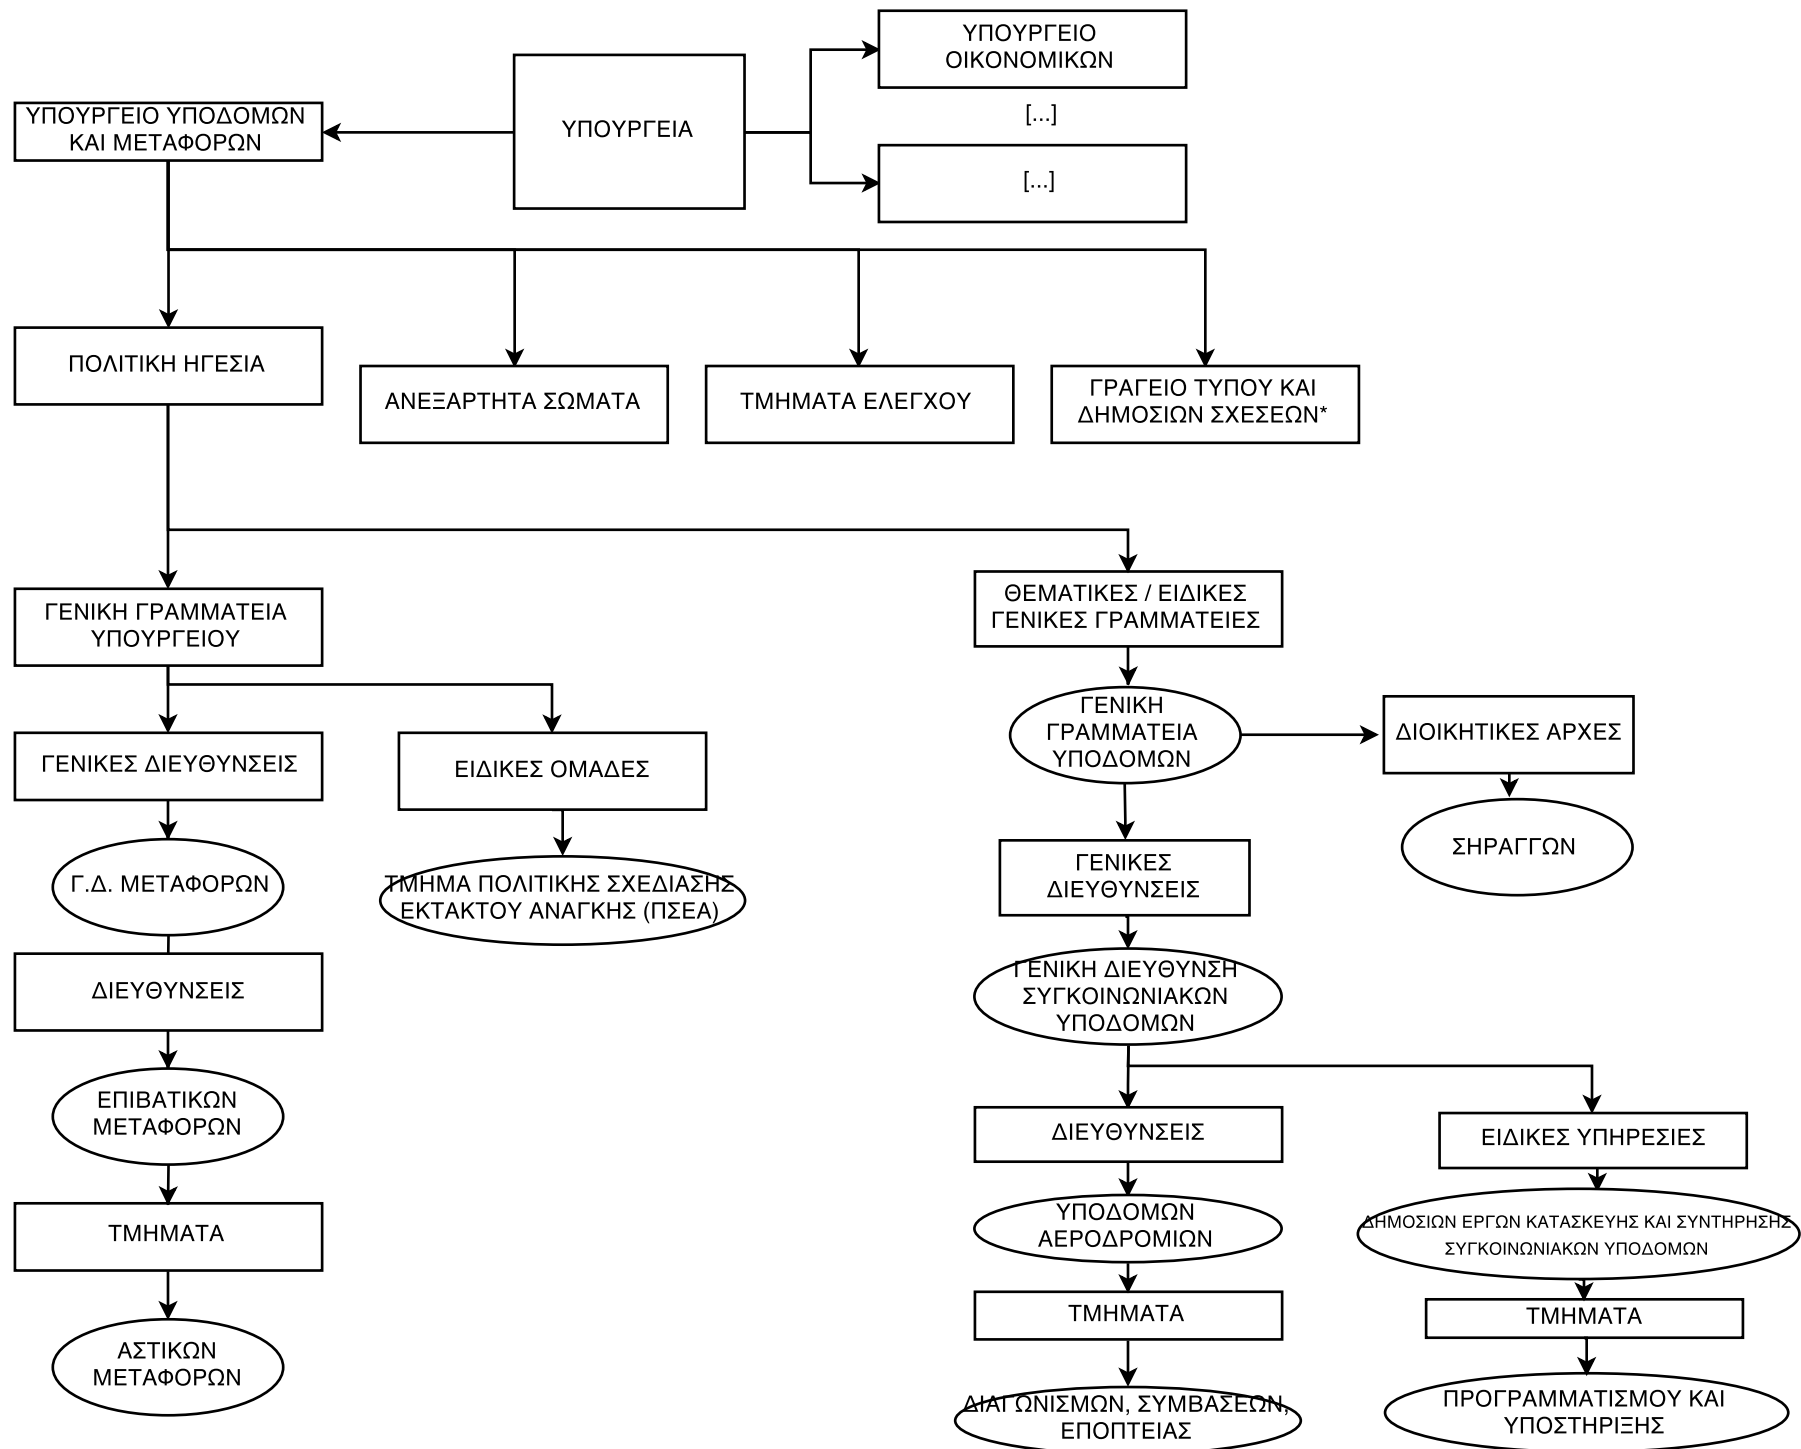 ΥΠΟΥΡΓΕΙΟ
ΟΙΚΟΝΟΜΙΚΩΝ
[...]
[...]
ΥΠΟΥΡΓΕΙΑ
ΥΠΟΥΡΓΕΙΟ ΥΠΟΔΟΜΩΝ
ΚΑΙ ΜΕΤΑΦΟΡΩΝ
ΠΟΛΙΤΙΚΗ ΗΓΕΣΙΑ
ΑΝΕΞΑΡΤΗΤΑ ΣΩΜΑΤΑ
ΤΜΗΜΑΤΑ ΕΛΕΓΧΟΥ
ΓΡΑΓΕΙΟ ΤΥΠΟΥ ΚΑΙ
ΔΗΜΟΣΙΩΝ ΣΧΕΣΕΩΝ*
ΓΕΝΙΚΗ ΓΡΑΜΜΑΤΕΙΑ
ΥΠΟΥΡΓΕΙΟΥ
ΓΕΝΙΚΕΣ ΔΙΕΥΘΥΝΣΕΙΣ
ΕΙΔΙΚΕΣ ΟΜΑΔΕΣ
Γ.Δ. ΜΕΤΑΦΟΡΩΝ
ΤΜΗΜΑ ΠΟΛΙΤΙΚΗΣ ΣΧΕΔΙΑΣΗΣ
ΕΚΤΑΚΤΟΥ ΑΝΑΓΚΗΣ (ΠΣΕΑ)
ΔΙΕΥΘΥΝΣΕΙΣ
ΕΠΙΒΑΤΙΚΩΝ
ΜΕΤΑΦΟΡΩΝ
ΤΜΗΜΑΤΑ
ΑΣΤΙΚΩΝ
ΜΕΤΑΦΟΡΩΝ
ΘΕΜΑΤΙΚΕΣ / ΕΙΔΙΚΕΣ
ΓΕΝΙΚΕΣ ΓΡΑΜΜΑΤΕΙΕΣ
ΓΕΝΙΚΗ
ΓΡΑΜΜΑΤΕΙΑ
ΥΠΟΔΟΜΩΝ
ΔΙΟΙΚΗΤΙΚΕΣ ΑΡΧΕΣ
ΣΗΡΑΓΓΩΝ
ΓΕΝΙΚΕΣ
ΔΙΕΥΘΥΝΣΕΙΣ
ΓΕΝΙΚΗ ΔΙΕΥΘΥΝΣΗ
ΣΥΓΚΟΙΝΩΝΙΑΚΩΝ
ΥΠΟΔΟΜΩΝ
ΔΙΕΥΘΥΝΣΕΙΣ
ΥΠΟΔΟΜΩΝ
ΑΕΡΟΔΡΟΜΙΩΝ
ΤΜΗΜΑΤΑ
ΔΙΑΓΩΝΙΣΜΩΝ, ΣΥΜΒΑΣΕΩΝ,
ΕΠΟΠΤΕΙΑΣ
ΕΙΔΙΚΕΣ ΥΠΗΡΕΣΙΕΣ
ΔΗΜΟΣΙΩΝ ΕΡΓΩΝ ΚΑΤΑΣΚΕΥΗΣ ΚΑΙ ΣΥΝΤΗΡΗΣΗΣ
ΣΥΓΚΟΙΝΩΝΙΑΚΩΝ ΥΠΟΔΟΜΩΝ
ΤΜΗΜΑΤΑ
ΠΡΟΓΡΑΜΜΑΤΙΣΜΟΥ ΚΑΙ
ΥΠΟΣΤΗΡΙΞΗΣ